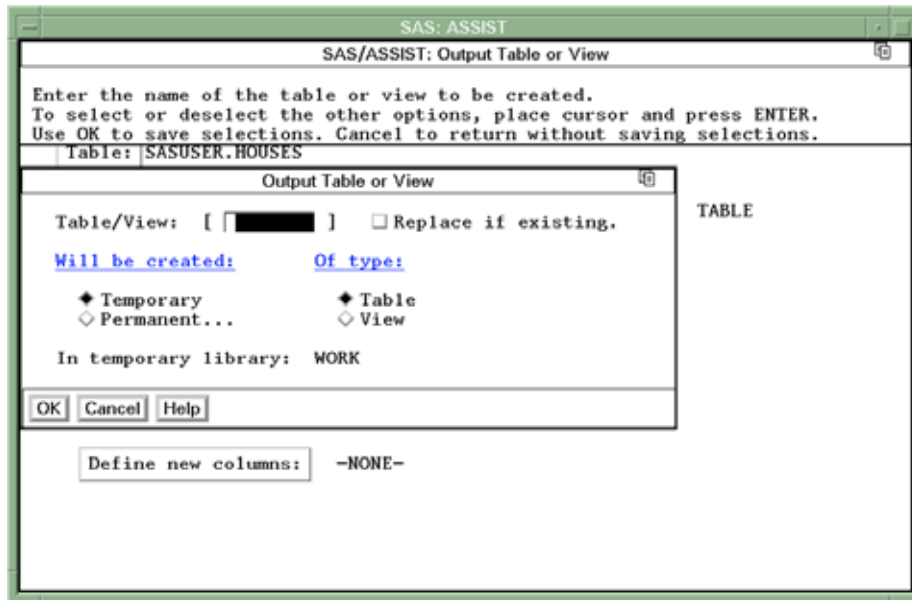 SAS: ASSIST
SAS/ASSIST: Output Table or View
Enter the name of the table or view to be created.
To select or deselect the other options, place cursor and press ENTER.
Use OK to save selections. Cancel to return without saving selections.
Table: SASUSER.HOUSES
Output Table or View
Table/View: [ ] Replace if existing.
TABLE
Will be created: Of type:
Temporary Table
Permanent... View
In temporary library: WORK
OK Cancel Help
Define new columns: -NONE-